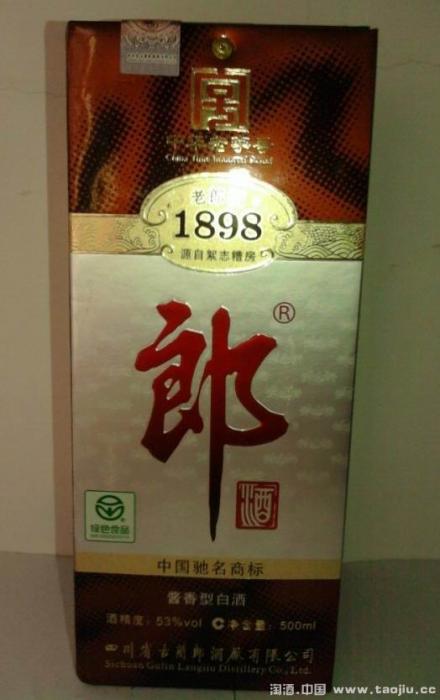 中华老字号
China Time-honored Brand
老郎酒
1898
源自絮志糟房
郎®
酒
绿色食品
中国驰名商标
酱香型白酒
酒精度：53%vol 净含量：500ml
四川省古蔺郎酒厂有限公司
Sichuan Gulin Langjiu Distillery Co., Ltd.
淘酒.中国 www.taojiu.cc